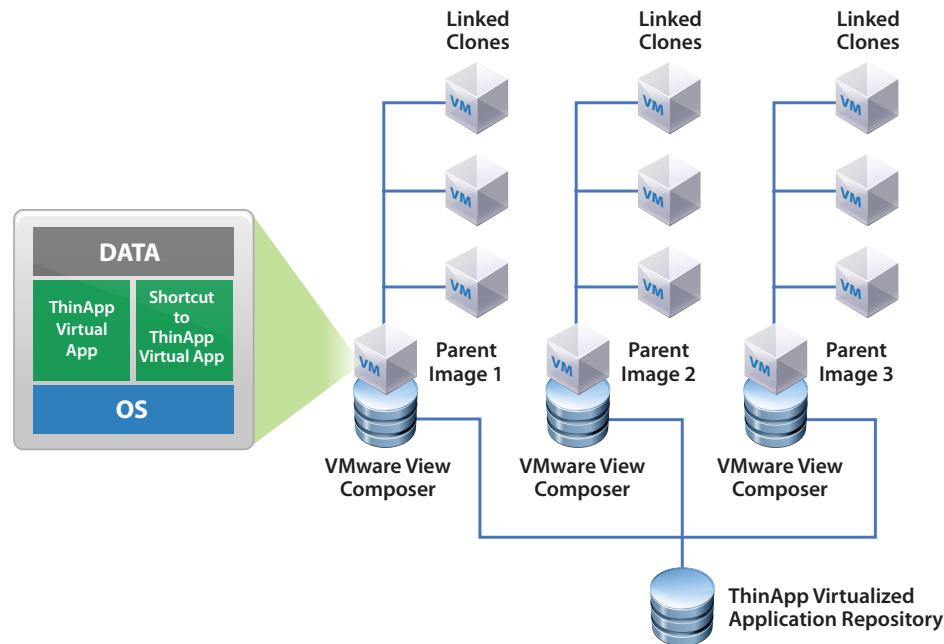 Linked
Clones
Linked
Clones
Linked
Clones
VM
VM
VM
VM
VM
VM
VM
VM
VM
DATA
ThinApp
Virtual
App
Shortcut
to
ThinApp
Virtual App
OS
VM
Parent
Image 1
VM
Parent
Image 2
VM
Parent
Image 3
VMware View
Composer
VMware View
Composer
VMware View
Composer
ThinApp Virtualized
Application Repository